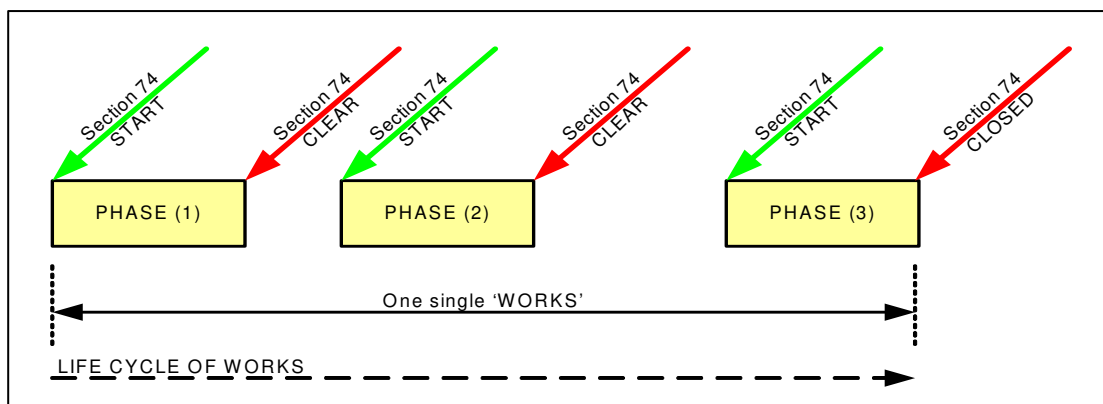 Section 74
START
Section 74
CLEAR
Section 74
START
Section 74
CLEAR
Section 74
START
Section 74
CLOSED
PHASE (1)
PHASE (2)
PHASE (3)
One single ‘WORKS’
LIFE CYCLE OF WORKS